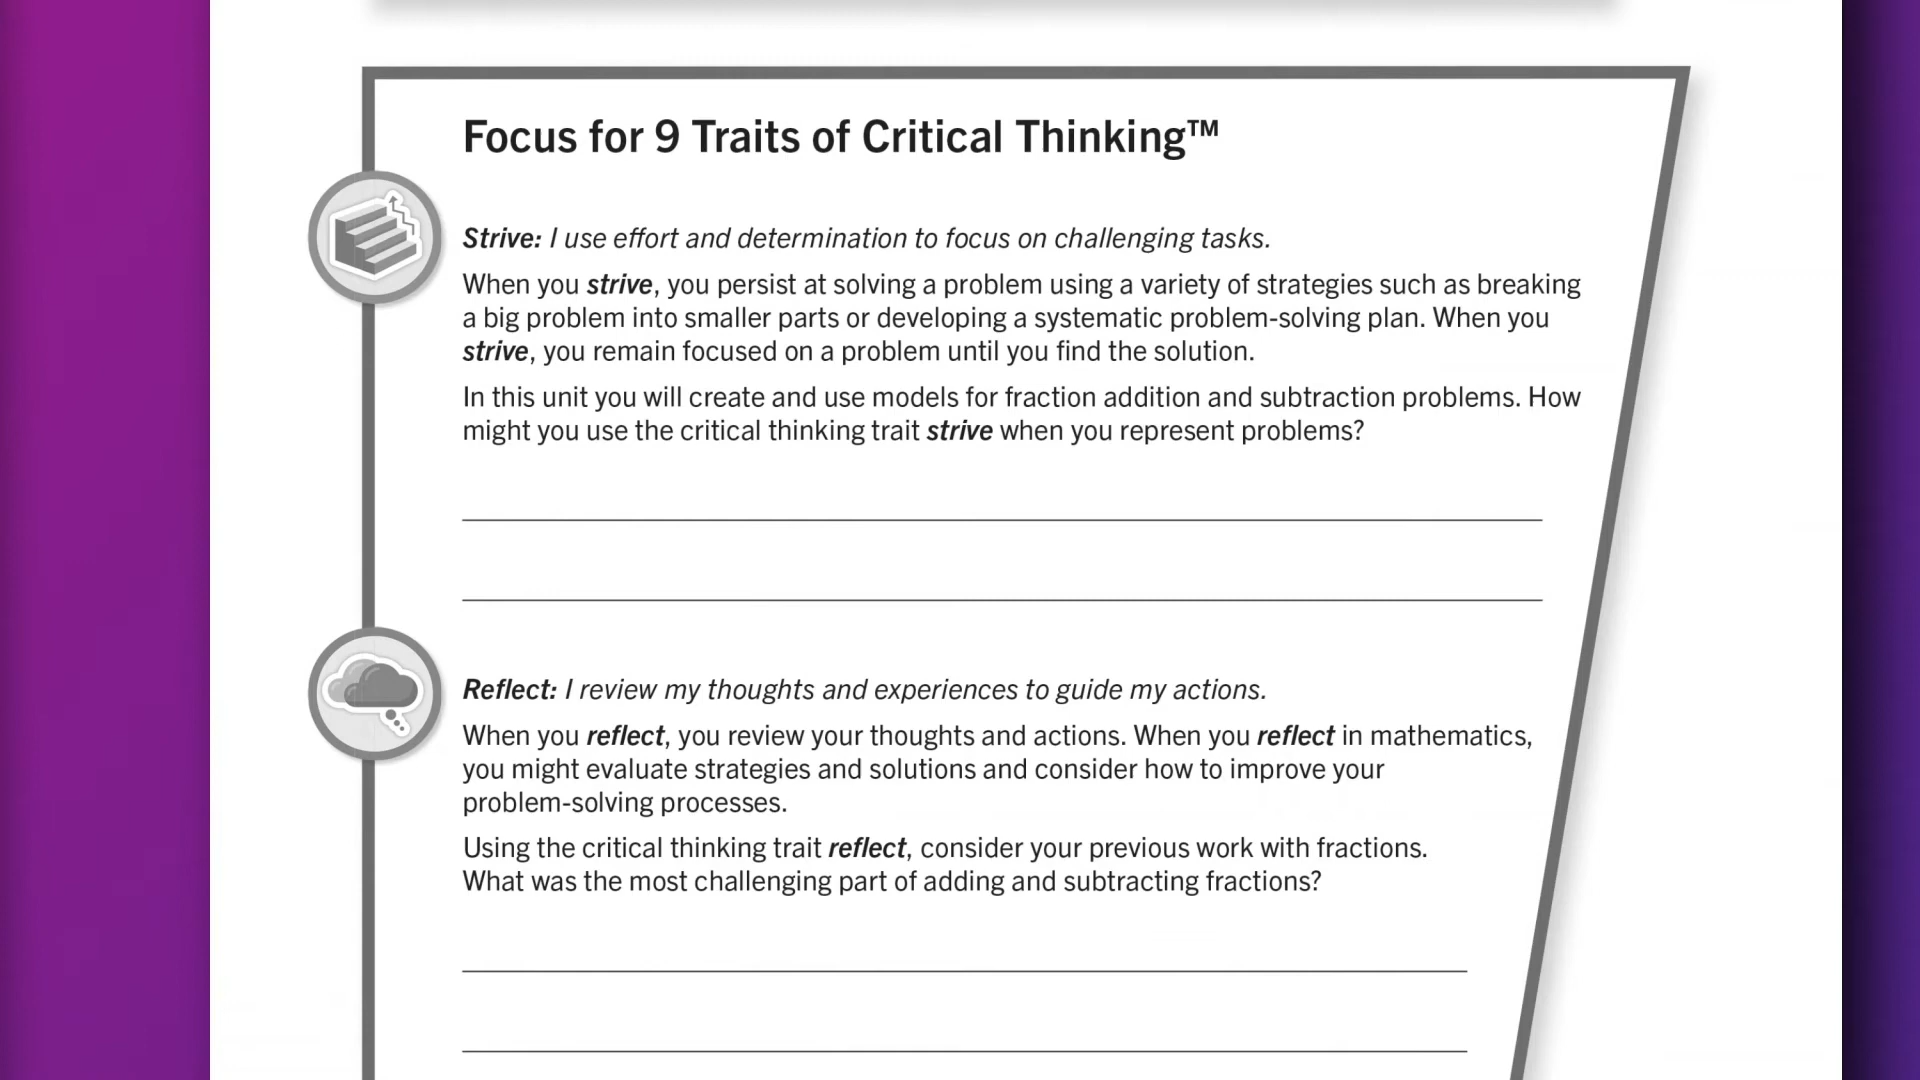 Focus for 9 Traits of Critical Thinking™
Strive: I use effort and determination to focus on challenging tasks.
When you strive, you persist at solving a problem using a variety of strategies such as breaking
a big problem into smaller parts or developing a systematic problem-solving plan. When you
strive, you remain focused on a problem until you find the solution.
In this unit you will create and use models for fraction addition and subtraction problems. How
might you use the critical thinking trait strive when you represent problems?
Reflect: I review my thoughts and experiences to guide my actions.
When you reflect, you review your thoughts and actions. When you reflect in mathematics,
you might evaluate strategies and solutions and consider how to improve your
problem-solving processes.
Using the critical thinking trait reflect, consider your previous work with fractions.
What was the most challenging part of adding and subtracting fractions?